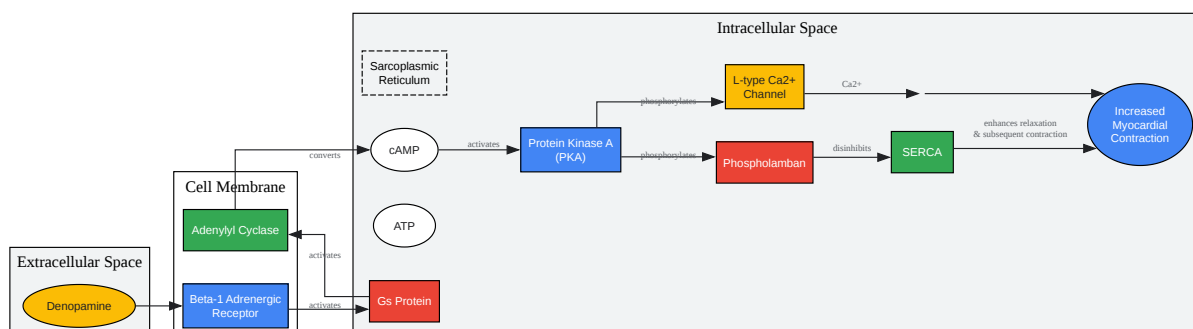 Intracellular Space
Sarcoplasmic
Reticulum
L-type Ca2+
Channel
Ca2+
phosphorylates
Increased
Myocardial
Contraction
enhances relaxation
& subsequent contraction
cAMP
activates
Protein Kinase A
(PKA)
phosphorylates
Phospholamban
disinhibits
SERCA
converts
Cell Membrane
Adenylyl Cyclase
ATP
activates
Extracellular Space
Denopamine
Beta-1 Adrenergic
Receptor
activates
Gs Protein